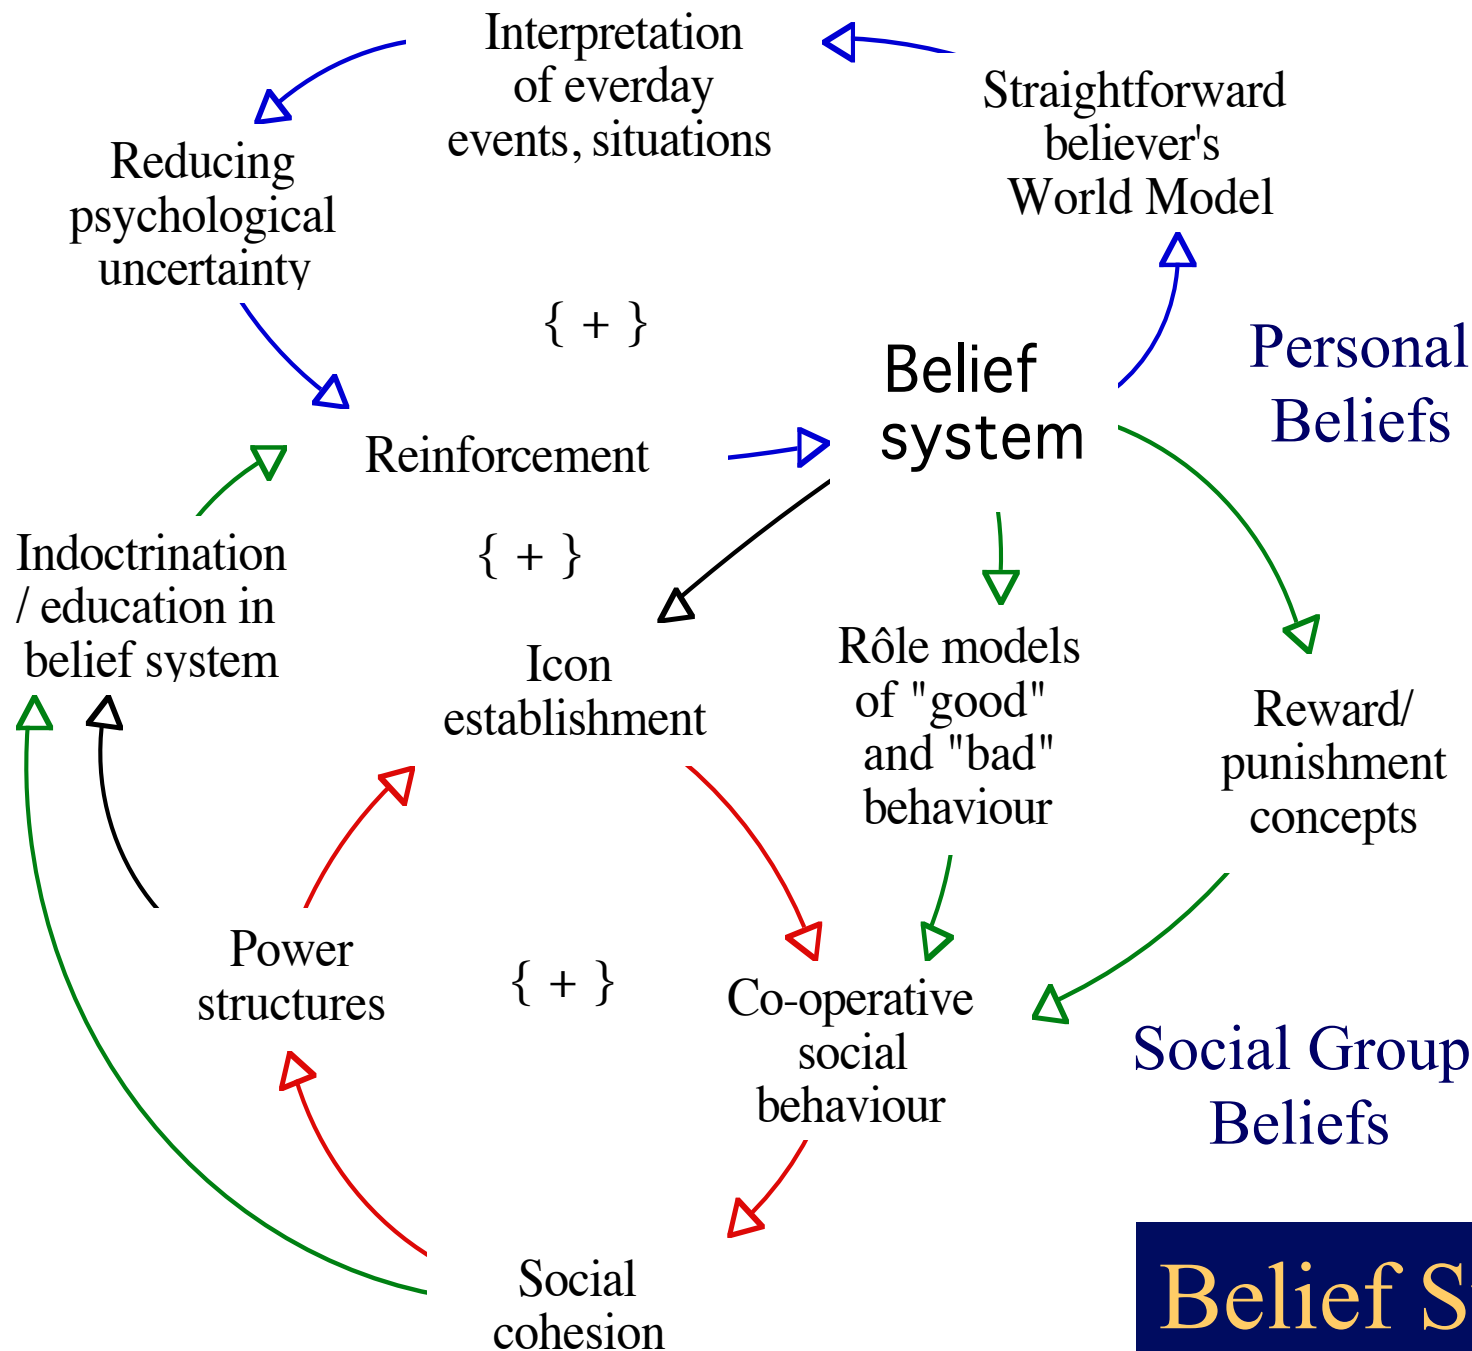 Interpretation
of everday
events, situations
Straightforward
believer's
World Model
Reducing
psychological
uncertainty
{ + }
Belief
system
Personal
Beliefs
Reinforcement
{ + }
Indoctrination
/ education in
belief system
Icon
establishment
Rôle models
of "good"
and "bad"
behaviour
Reward/
punishment
concepts
Power
structures
{ + }
Co-operative
social
behaviour
Social Group
Beliefs
Social
cohesion
Belief S